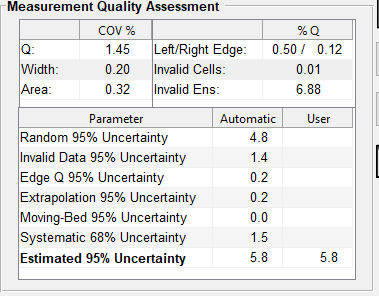 Measurement Quality Assessment
COV % % Q
Q: 1.45 Left/Right Edge: 0.50 / 0.12
Width: 0.20 Invalid Cells: 0.01
Area: 0.32 Invalid Ens: 6.88
Parameter Automatic User
Random 95% Uncertainty 4.8
Invalid Data 95% Uncertainty 1.4
Edge Q 95% Uncertainty 0.2
Extrapolation 95% Uncertainty 0.2
Moving-Bed 95% Uncertainty 0.0
Systematic 68% Uncertainty 1.5
Estimated 95% Uncertainty 5.8 5.8